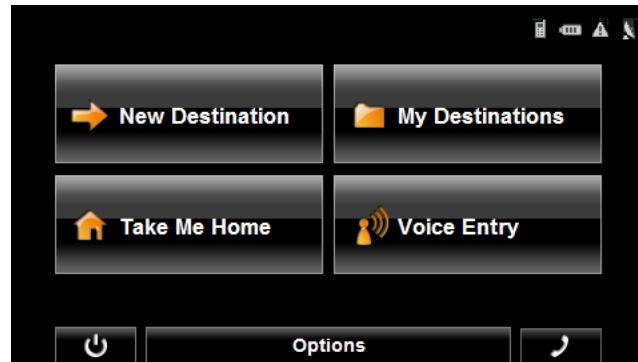 New Destination
My Destinations
Take Me Home
Voice Entry
Options